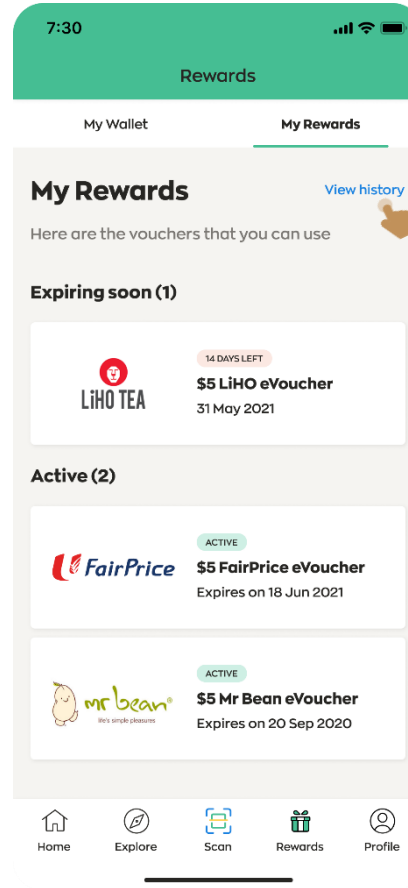 7:30
Rewards
My Wallet
My Rewards
My Rewards
View history
Here are the vouchers that you can use
Expiring soon (1)
LiHO TEA
14 DAYS LEFT
$5 LiHO eVoucher
31 May 2021
Active (2)
FairPrice
ACTIVE
$5 FairPrice eVoucher
Expires on 18 Jun 2021
mr bean®
life's simple pleasures
ACTIVE
$5 Mr Bean eVoucher
Expires on 20 Sep 2020
Home
Explore
Scan
Rewards
Profile